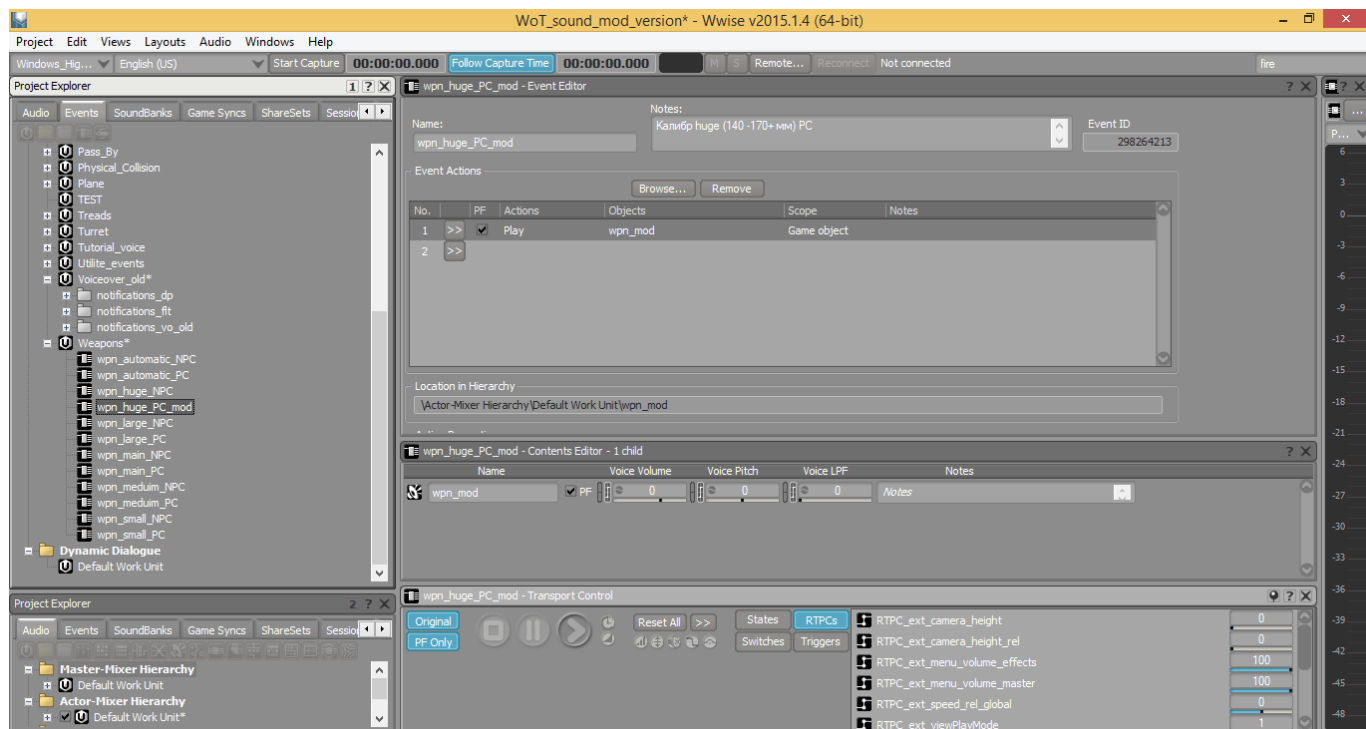 WoT_sound_mod_version* - Wwise v2015.1.4 (64-bit)
Project Edit Views Layouts Audio Windows Help
Windows_Hig... English (US) Start Capture 00:00:00.000 Follow Capture Time 00:00:00.000 M S Remote... Reconnect Not connected fire
Project Explorer 1 ? X
Audio Events SoundBanks Game Syncs ShareSets Session
Pass_By
Physical_Collision
Plane
TEST
Treads
Turret
Tutorial_voice
Utilite_events
Voiceover_old*
notifications_dp
notifications_flt
notifications_vo_old
Weapons*
wpn_automatic_NPC
wpn_automatic_PC
wpn_huge_NPC
wpn_huge_PC_mod
wpn_large_NPC
wpn_large_PC
wpn_main_NPC
wpn_main_PC
wpn_meduim_NPC
wpn_meduim_PC
wpn_small_NPC
wpn_small_PC
Dynamic Dialogue
Default Work Unit
Project Explorer 2 ? X
Audio Events SoundBanks Game Syncs ShareSets Session
Master-Mixer Hierarchy
Default Work Unit
Actor-Mixer Hierarchy
Default Work Unit*
wpn_huge_PC_mod - Event Editor ? X
Name:
wpn_huge_PC_mod
Notes:
Калибр huge (140 -170+ мм) PC
Event ID
298264213
Event Actions
Browse... Remove
No. PF Actions Objects Scope Notes
1 >> Play wpn_mod Game object
2 >>
Location in Hierarchy
\Actor-Mixer Hierarchy\Default Work Unit\wpn_mod
wpn_huge_PC_mod - Contents Editor - 1 child ? X
Name Voice Volume Voice Pitch Voice LPF Notes
wpn_mod PF 0 0 0 Notes
wpn_huge_PC_mod - Transport Control ? X
Original
PF Only
Reset All >>
States RTPCs
Switches Triggers
RTPC_ext_camera_height 0
RTPC_ext_camera_height_rel 0
RTPC_ext_menu_volume_effects 100
RTPC_ext_menu_volume_master 100
RTPC_ext_speed_rel_global 0
RTPC_ext_viewPlayMode 1
? X
...
P...
6
3
0
-3
-6
-9
-12
-15
-18
-21
-24
-27
-30
-33
-36
-39
-42
-45
-48